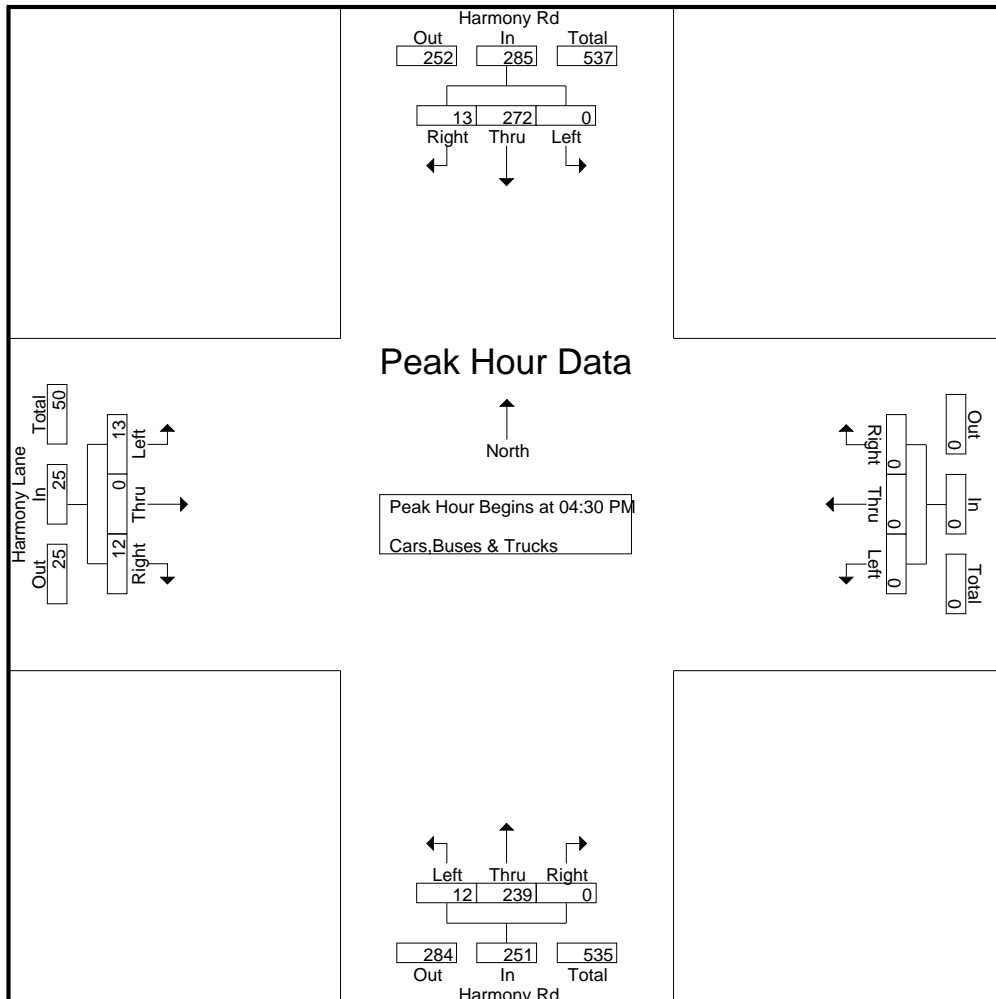 Harmony Rd
Out In Total
252 285 537
13 272 0
Right Thru Left
Peak Hour Data
North
Peak Hour Begins at 04:30 PM
Cars,Buses & Trucks
Harmony Lane
Out In Total
25 25 50
12 0 13
Right Thru Left
Right Thru Left
0 0 0
Out In Total
0 0 0
Left Thru Right
12 239 0
284 251 535
Out In Total
Harmony Rd